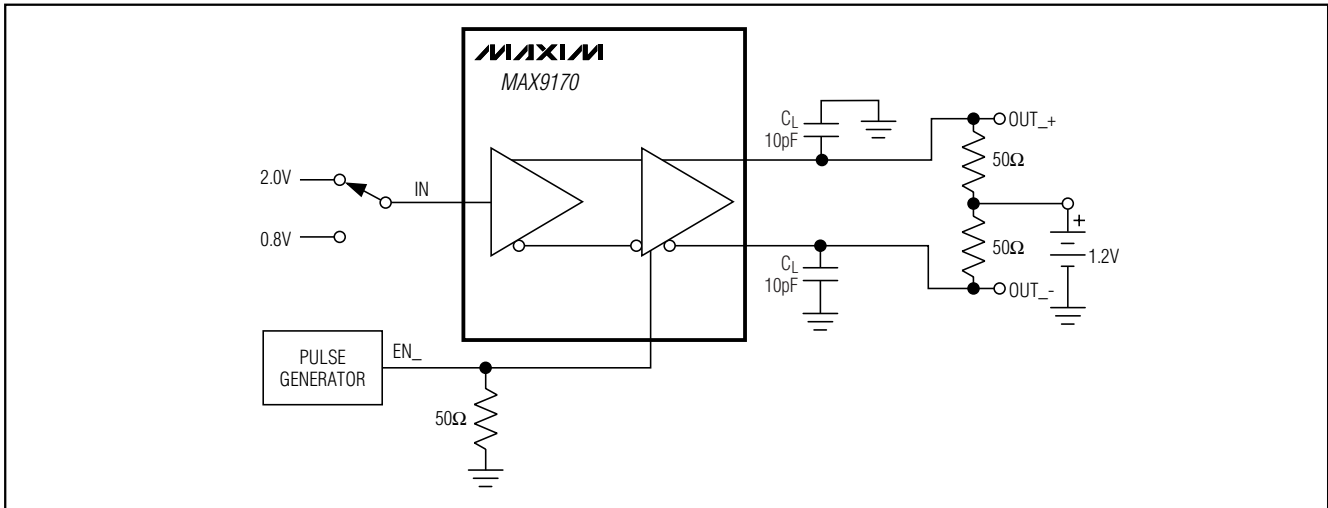 MAXIM
MAX9170
CL
10pF
OUT_+
50Ω
2.0V
IN
0.8V
50Ω
+
1.2V
CL
10pF
OUT_-
PULSE
GENERATOR
EN_
50Ω